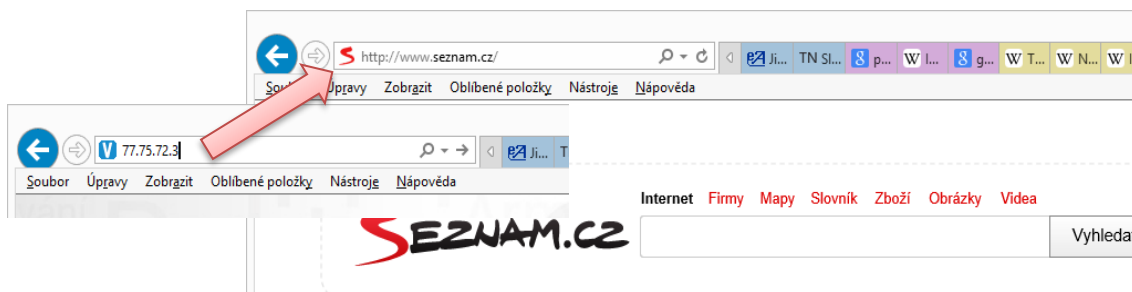 http://www.seznam.cz/
Ji... TN Sl... p... W I... g... W T... W N... W
Úpravy Zobrazit Oblíbené položky Nástroje Nápověda
77.75.72.3
Ji...
Soubor Úpravy Zobrazit Oblíbené položky Nástroje Nápověda
Internet Firmy Mapy Slovník Zboží Obrázky Videa
SEZNAM.CZ
Vyhleda